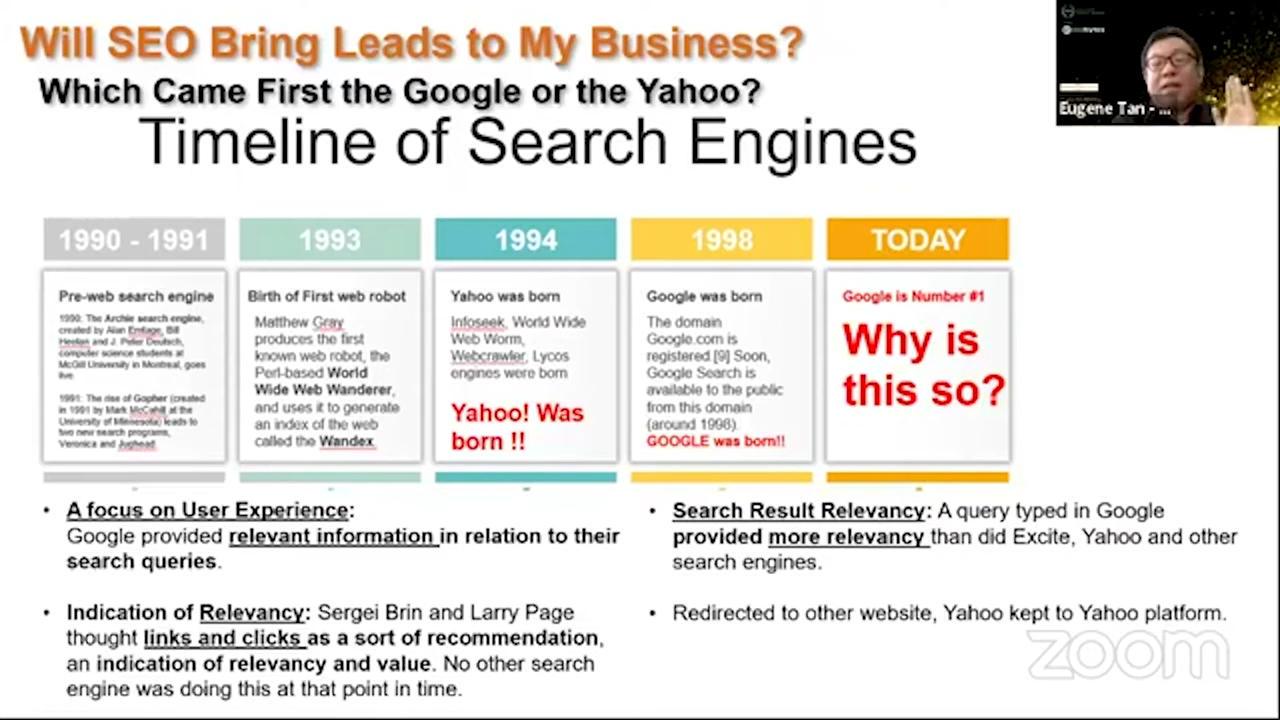 Will SEO Bring Leads to My Business?
Which Came First the Google or the Yahoo?
Timeline of Search Engines
Eugene Tan - ...
1990 - 1991
Pre-web search engine
1990: The Archie search engine,
created by Alan Emtage, Bill
Heelan and J. Peter Deutsch,
computer science students at
McGill University in Montreal, goes
live.
1991: The rise of Gopher (created
in 1991 by Mark McCahill at the
University of Minnesota) leads to
two new search programs,
Veronica and Jughead.
1993
Birth of First web robot
Matthew Gray
produces the first
known web robot, the
Perl-based World
Wide Web Wanderer,
and uses it to generate
an index of the web
called the Wandex
1994
Yahoo was born
Infoseek, World Wide
Web Worm,
Webcrawler, Lycos
engines were born
Yahoo! Was
born !!
1998
Google was born
The domain
Google.com is
registered [9] Soon,
Google Search is
available to the public
from this domain
(around 1998).
GOOGLE was born!!
TODAY
Google is Number #1
Why is
this so?
• A focus on User Experience:
Google provided relevant information in relation to their
search queries.
• Indication of Relevancy: Sergei Brin and Larry Page
thought links and clicks as a sort of recommendation,
an indication of relevancy and value. No other search
engine was doing this at that point in time.
• Search Result Relevancy: A query typed in Google
provided more relevancy than did Excite, Yahoo and other
search engines.
• Redirected to other website, Yahoo kept to Yahoo platform.
zoom